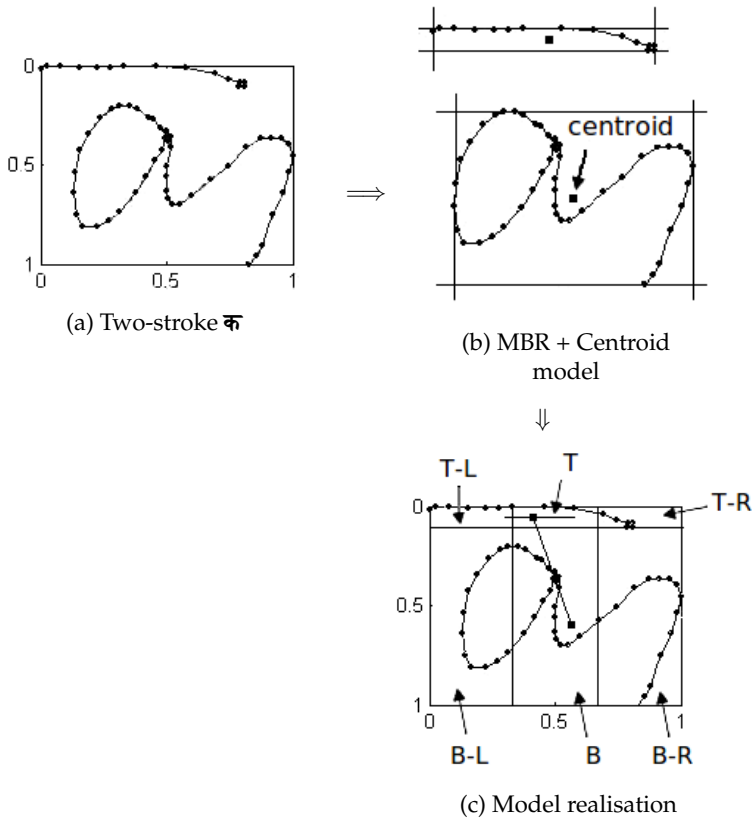 0
0.5
1
0 0.5 1
(a) Two-stroke क
⇒
centroid
(b) MBR + Centroid
model
⇓
T-L T T-R
0
0.5
1
0 0.5 1
B-L B B-R
(c) Model realisation